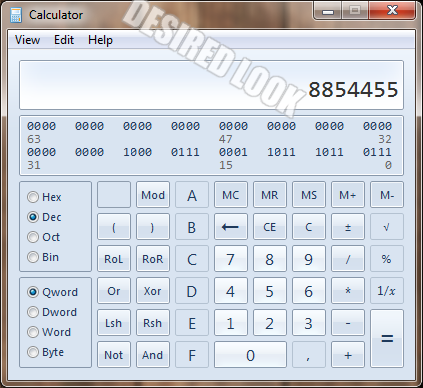 Calculator
DESIRED LOOK
View Edit Help
8854455
0000 0000 0000 0000 0000 0000 0000 0000
63 47 32
0000 0000 1000 0111 0001 1011 1011 0111
31 15 0
Hex Mod A MC MR MS M+ M-
Dec ( ) B ← CE C ± √
Oct RoL RoR C 7 8 9 / %
Bin
Qword Or Xor D 4 5 6 * 1/x
Dword Lsh Rsh E 1 2 3 - =
Word
Byte Not And F 0 , +